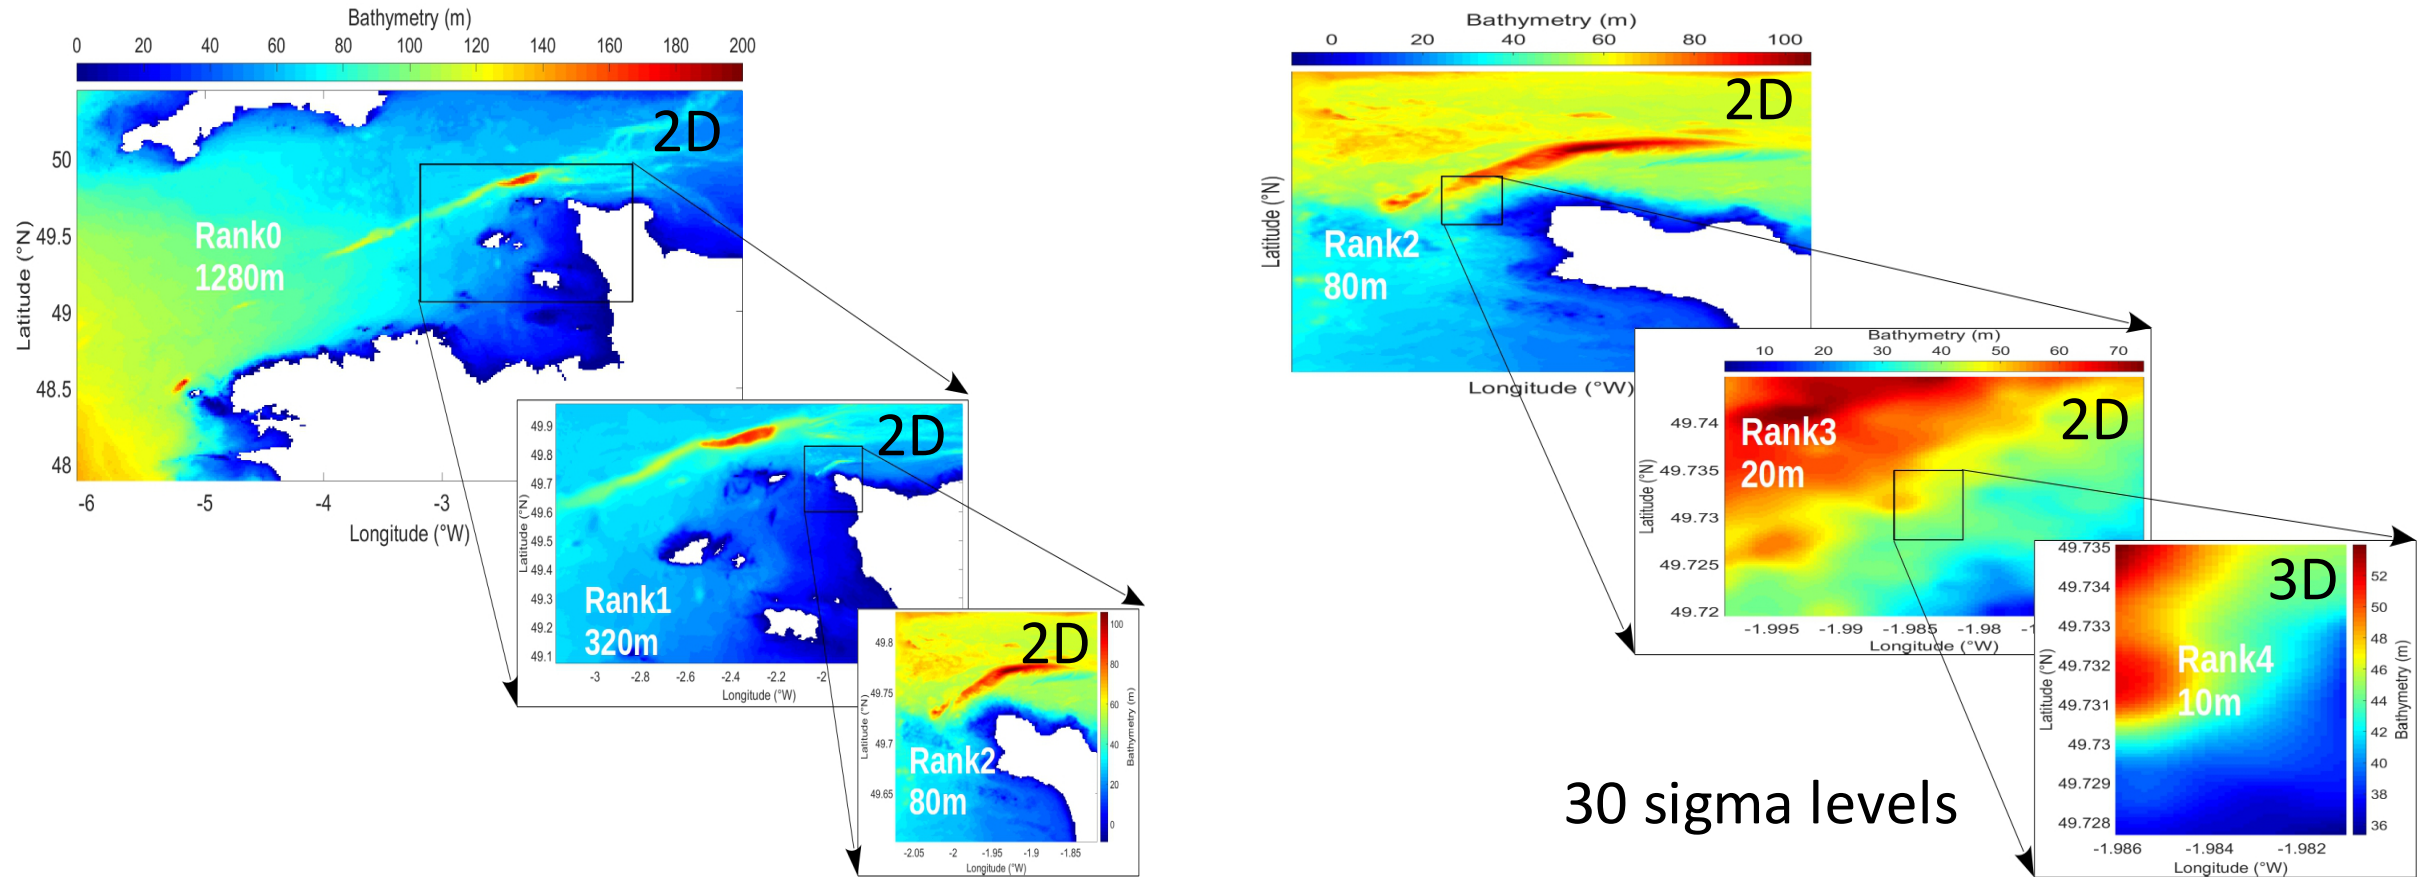 Bathymetry (m)
0 20 40 60 80 100 120 140 160 180 200
2D
Rank0
1280m
Latitude (°N)
50
49.5
49
48.5
48
-6 -5 -4 -3
Longitude (°W)
2D
Rank1
320m
Latitude (°N)
49.9
49.8
49.7
49.6
49.5
49.4
49.3
49.2
49.1
-3 -2.8 -2.6 -2.4 -2.2 -2
Longitude (°W)
2D
Rank2
80m
Latitude (°N)
49.8
49.75
49.7
49.65
-2.05 -2 -1.95 -1.9 -1.85
Longitude (°W)
100
80
60
40
20
0
Bathymetry (m)
Bathymetry (m)
0 20 40 60 80 100
2D
Rank2
80m
Latitude (°N)
Longitude (°W)
Bathymetry (m)
10 20 30 40 50 60 70
2D
Rank3
20m
Latitude (°N)
49.74
49.735
49.73
49.725
49.72
-1.995 -1.99 -1.985 -1.98
Longitude (°W)
3D
Rank4
10m
Latitude (°N)
49.735
49.734
49.733
49.732
49.731
49.73
49.729
49.728
-1.986 -1.984 -1.982
Longitude (°W)
52
50
48
46
44
42
40
38
36
Bathymetry (m)
30 sigma levels